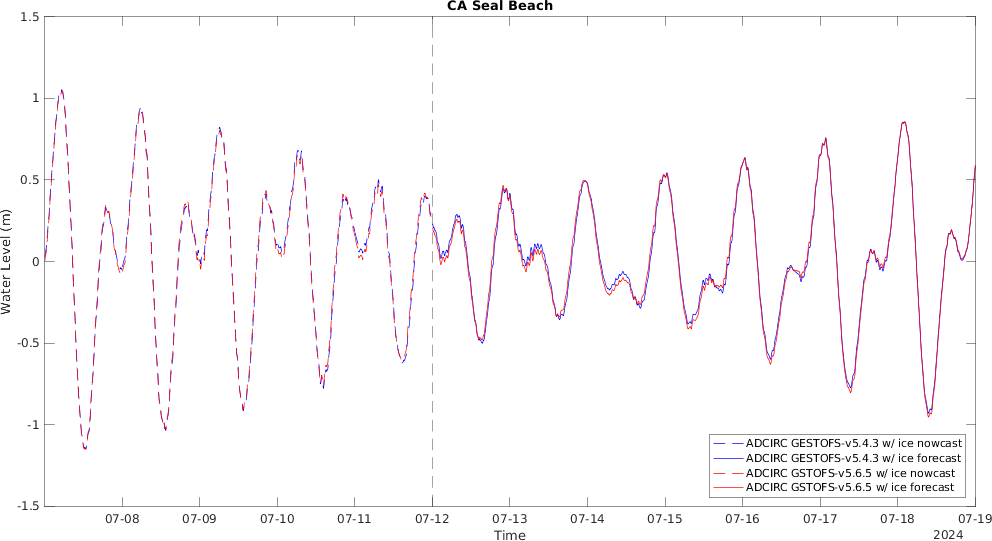 CA Seal Beach
1.5
1
0.5
0
-0.5
-1
-1.5
Water Level (m)
07-08 07-09 07-10 07-11 07-12 07-13 07-14 07-15 07-16 07-17 07-18 07-19
Time
2024
ADCIRC GESTOFS-v5.4.3 w/ ice nowcast
ADCIRC GESTOFS-v5.4.3 w/ ice forecast
ADCIRC GSTOFS-v5.6.5 w/ ice nowcast
ADCIRC GSTOFS-v5.6.5 w/ ice forecast